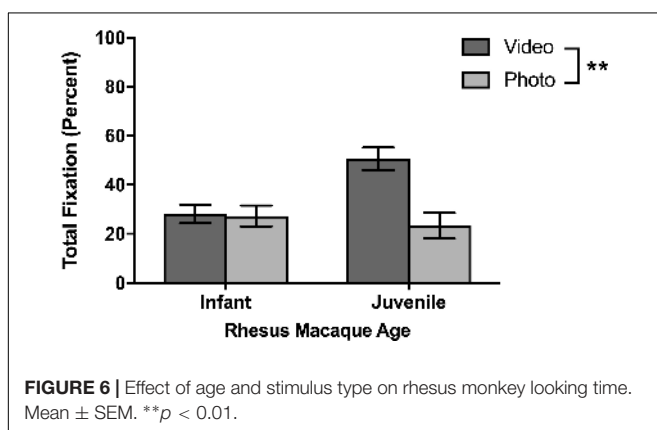 100
80
60
40
20
0
Total Fixation (Percent)
Video
Photo
**
Infant
Juvenile
Rhesus Macaque Age
FIGURE 6 | Effect of age and stimulus type on rhesus monkey looking time.
Mean ± SEM. **p < 0.01.